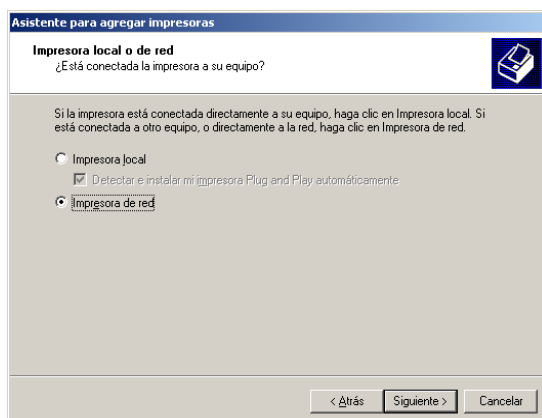 Asistente para agregar impresoras
Impresora local o de red
¿Está conectada la impresora a su equipo?
Si la impresora está conectada directamente a su equipo, haga clic en Impresora local. Si
está conectada a otro equipo, o directamente a la red, haga clic en Impresora de red.
Impresora local
Detectar e instalar mi impresora Plug and Play automáticamente
Impresora de red
< Atrás Siguiente > Cancelar